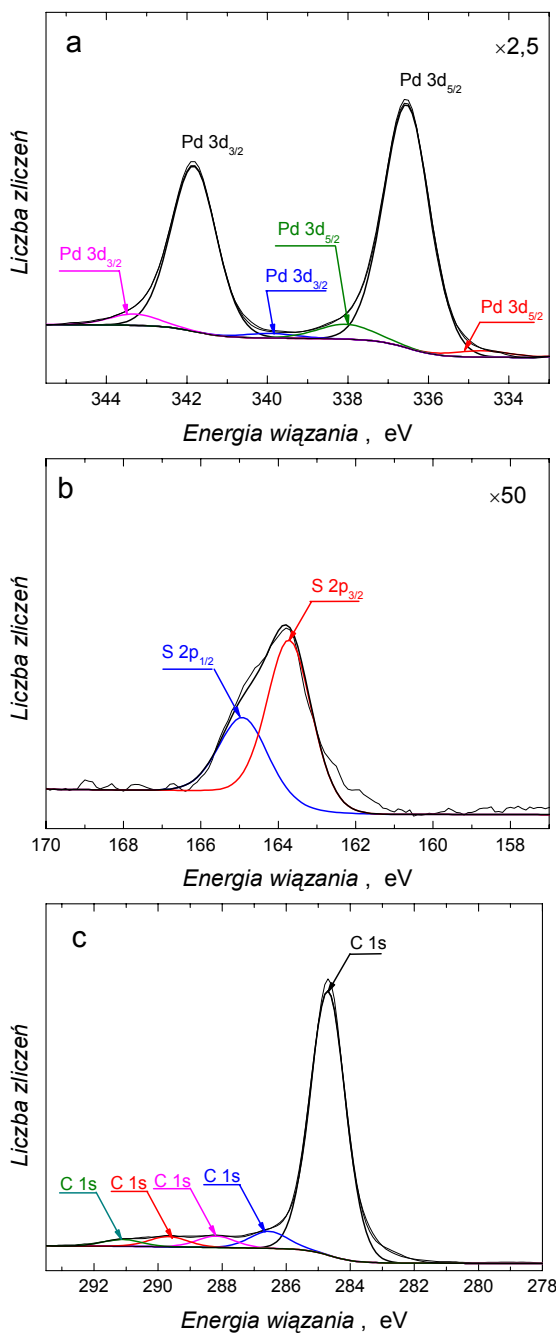 a
×2,5
Pd 3d5/2
Pd 3d3/2
Pd 3d5/2
Pd 3d3/2
Pd 3d3/2
Pd 3d5/2
Liczba zliczeń
344 342 340 338 336 334
Energia wiązania , eV
b
×50
S 2p3/2
S 2p1/2
Liczba zliczeń
170 168 166 164 162 160 158
Energia wiązania , eV
c
C 1s
C 1s C 1s C 1s C 1s
Liczba zliczeń
292 290 288 286 284 282 280 278
Energia wiązania , eV